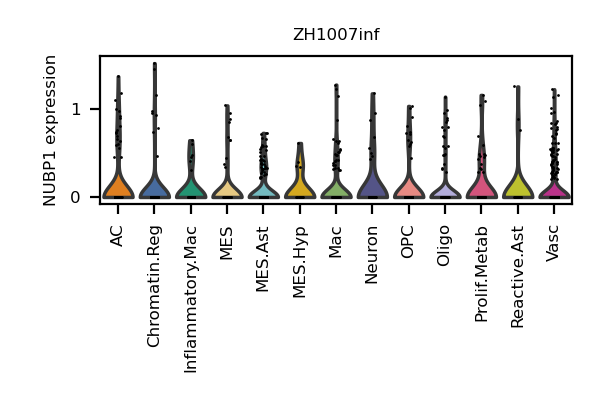 ZH1007inf
NUBP1 expression
1
0
AC
Chromatin.Reg
Inflammatory.Mac
MES
MES.Ast
MES.Hyp
Mac
Neuron
OPC
Oligo
Prolif.Metab
Reactive.Ast
Vasc